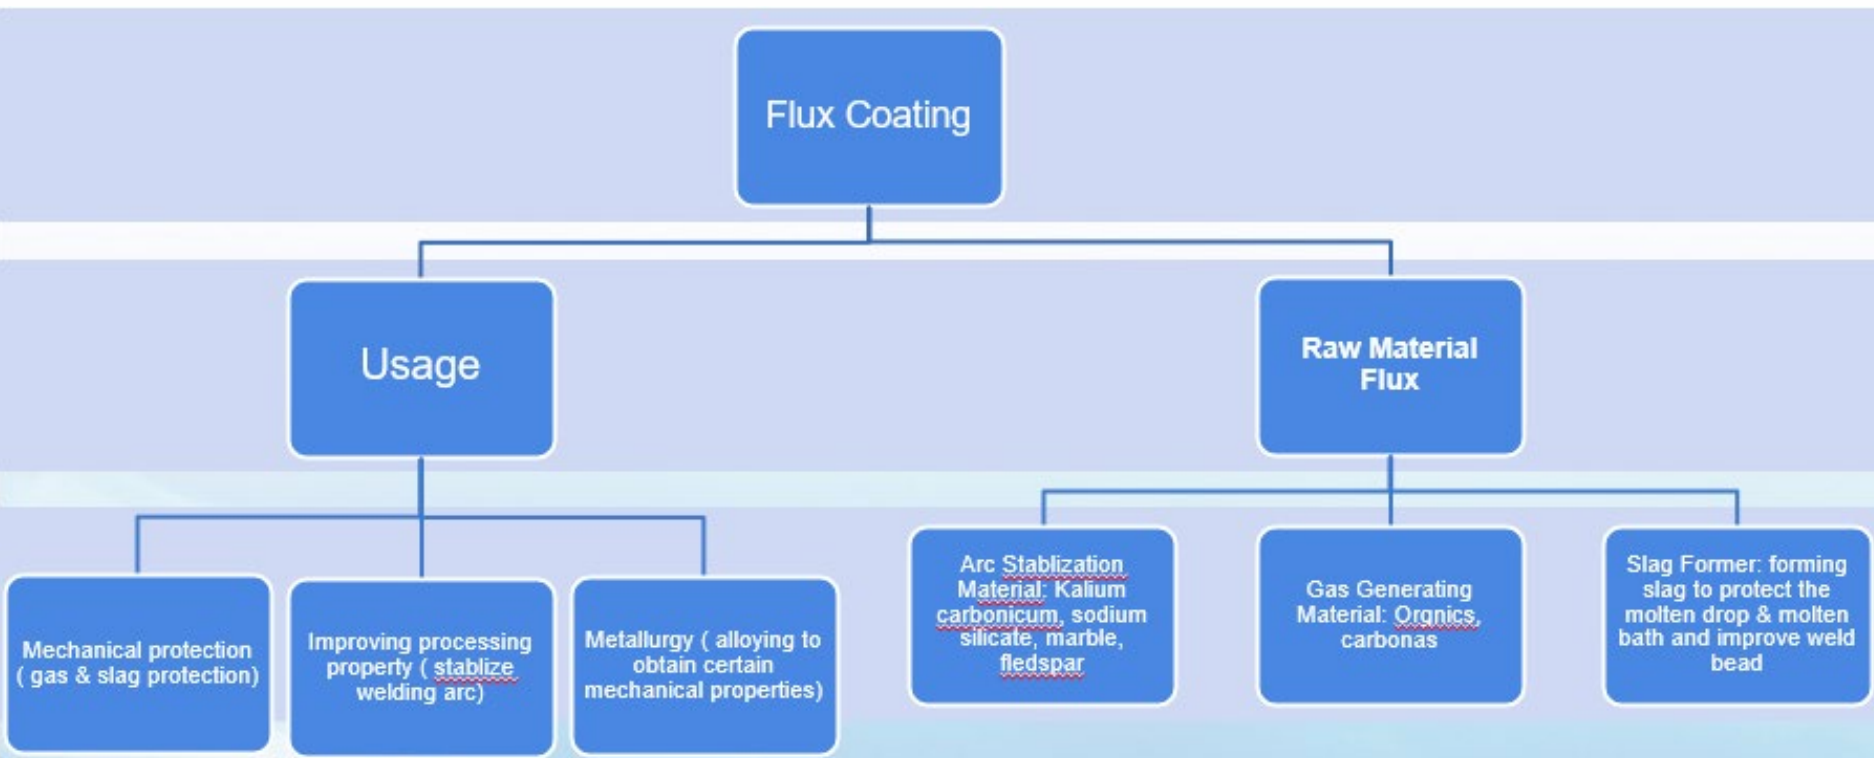 Flux Coating
Usage
Raw Material
Flux
Mechanical protection
( gas & slag protection)
Improving processing
property ( stablize
welding arc)
Metallurgy ( alloying to
obtain certain
mechanical properties)
Arc Stablization
Material: Kalium
carbonicum, sodium
silicate, marble,
fledspar
Gas Generating
Material: Orgnics,
carbonas
Slag Former: forming
slag to protect the
molten drop & molten
bath and improve weld
bead